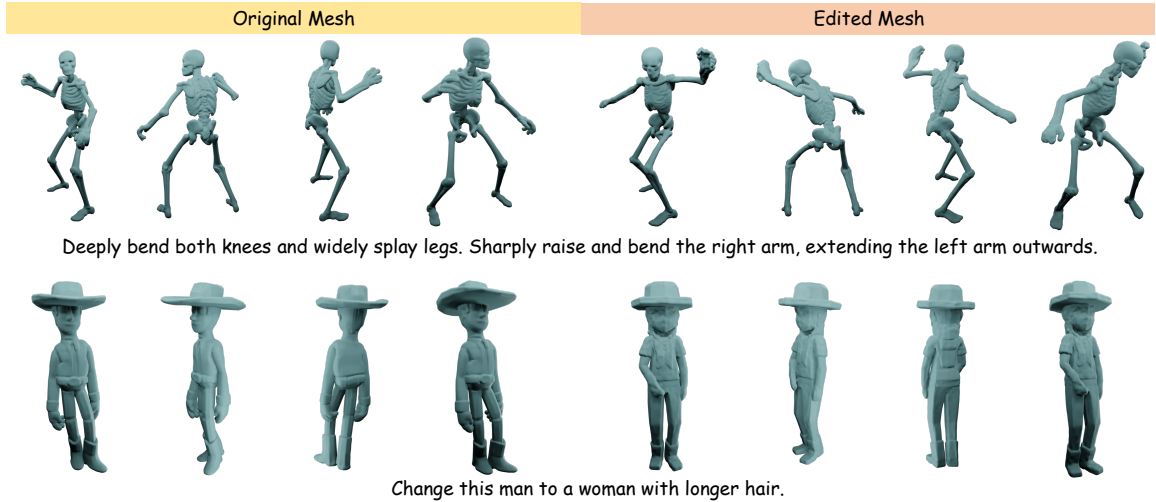 Original Mesh
Edited Mesh
Deeply bend both knees and widely splay legs. Sharply raise and bend the right arm, extending the left arm outwards.
Change this man to a woman with longer hair.